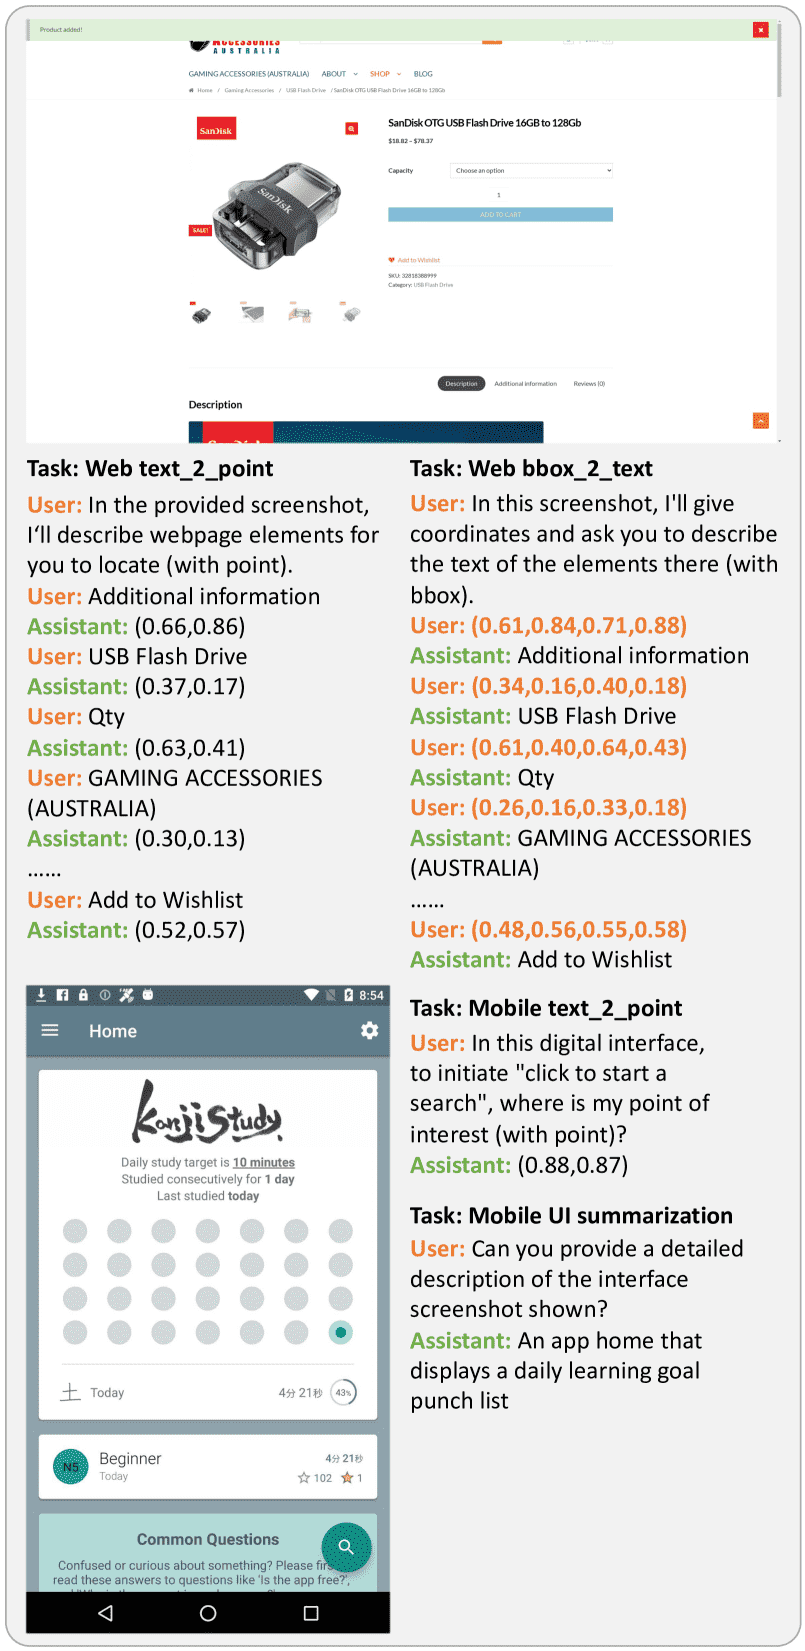 Product added!
ACCESSORIES
AUSTRALIA
GAMING ACCESSORIES (AUSTRALIA) ABOUT SHOP BLOG
Home / Gaming Accessories / USB Flash Drive / SanDisk OTG USB Flash Drive 16GB to 128Gb
SanDisk
SanDisk OTG USB Flash Drive 16GB to 128Gb
$18.82 – $78.37
Capacity Choose an option
1
SanDisk
ADD TO CART
SALE!
Add to Wishlist
SKU: 32818388999
Category: USB Flash Drive
Description Additional information Reviews (0)
Description
Task: Web text_2_point
User: In the provided screenshot,
I‘ll describe webpage elements for
you to locate (with point).
User: Additional information
Assistant: (0.66,0.86)
User: USB Flash Drive
Assistant: (0.37,0.17)
User: Qty
Assistant: (0.63,0.41)
User: GAMING ACCESSORIES
(AUSTRALIA)
Assistant: (0.30,0.13)
......
User: Add to Wishlist
Assistant: (0.52,0.57)
Task: Web bbox_2_text
User: In this screenshot, I'll give
coordinates and ask you to describe
the text of the elements there (with
bbox).
User: (0.61,0.84,0.71,0.88)
Assistant: Additional information
User: (0.34,0.16,0.40,0.18)
Assistant: USB Flash Drive
User: (0.61,0.40,0.64,0.43)
Assistant: Qty
User: (0.26,0.16,0.33,0.18)
Assistant: GAMING ACCESSORIES
(AUSTRALIA)
......
User: (0.48,0.56,0.55,0.58)
Assistant: Add to Wishlist
8:54
Home
Kanji Study
Daily study target is 10 minutes
Studied consecutively for 1 day
Last studied today
土 Today 4分 21秒 43%
N5 Beginner 4分 21秒
Today 102 1
Common Questions
Confused or curious about something? Please first
read these answers to questions like 'Is the app free?',
Task: Mobile text_2_point
User: In this digital interface,
to initiate "click to start a
search", where is my point of
interest (with point)?
Assistant: (0.88,0.87)
Task: Mobile UI summarization
User: Can you provide a detailed
description of the interface
screenshot shown?
Assistant: An app home that
displays a daily learning goal
punch list